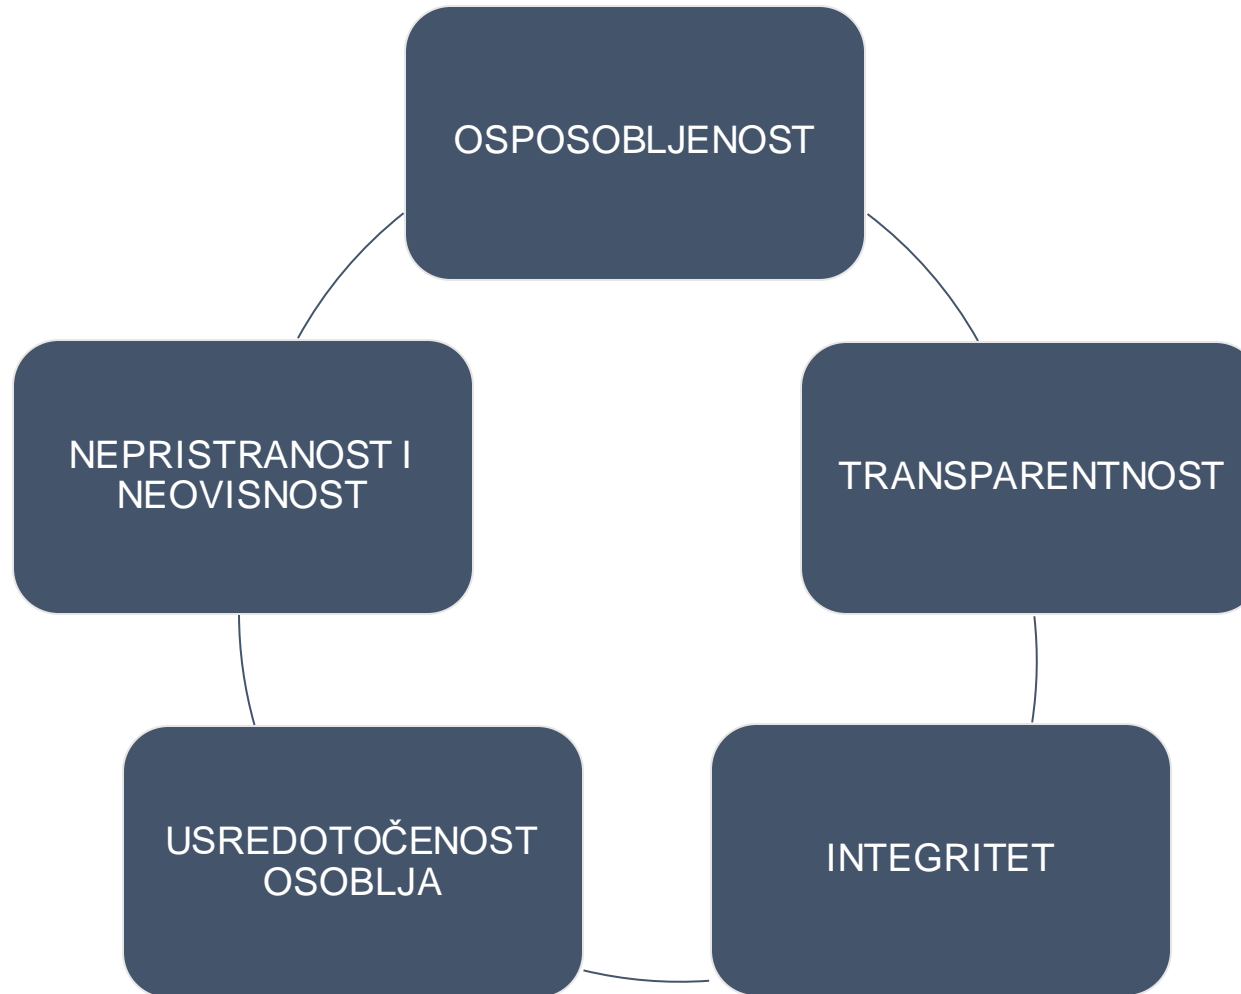 OSPOSOBLJENOST
TRANSPARENTNOST
INTEGRITET
USREDOTOČENOST
OSOBLJA
NEPRISTRANOST I
NEOVISNOST